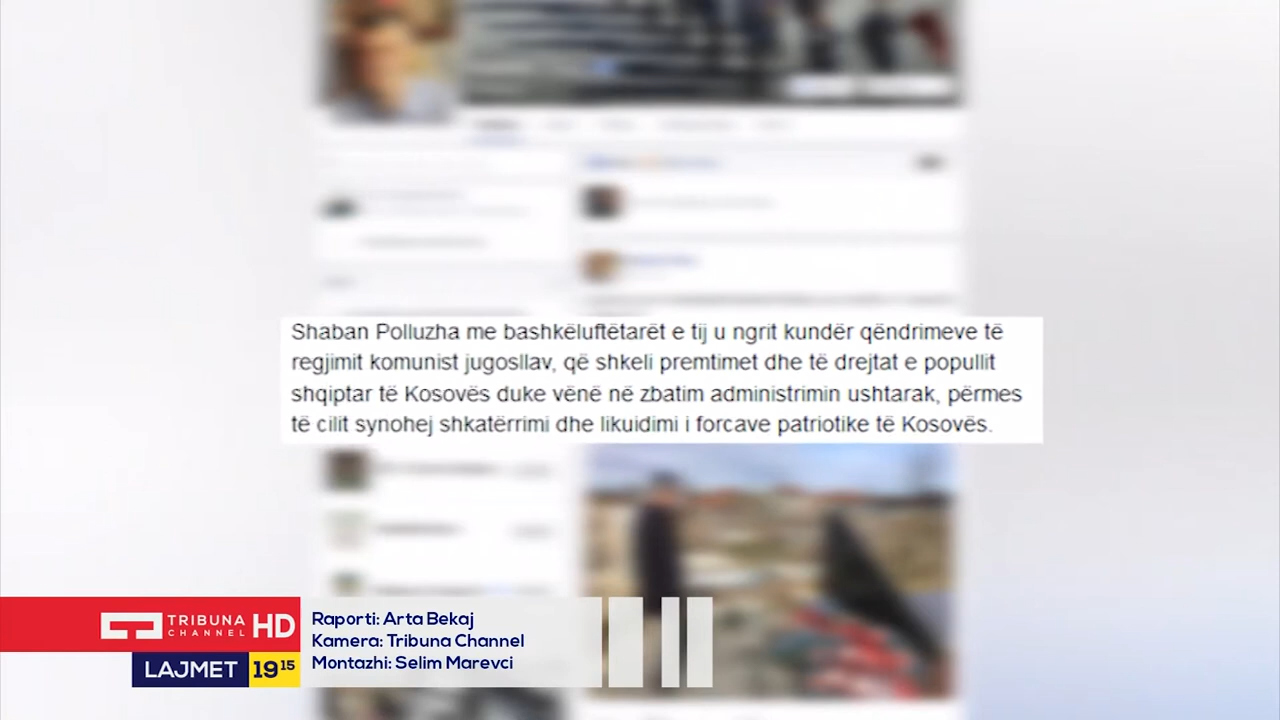 Shaban Polluzha me bashkëluftëtarët e tij u ngrit kundër qëndrimeve të
regjimit komunist jugosllav, që shkeli premtimet dhe të drejtat e popullit
shqiptar të Kosovës duke vënë në zbatim administrimin ushtarak, përmes
të cilit synohej shkatërrimi dhe likuidimi i forcave patriotike të Kosovës.
TRIBUNA
CHANNEL
HD
LAJMET 19 15
Raporti: Arta Bekaj
Kamera: Tribuna Channel
Montazhi: Selim Marevci